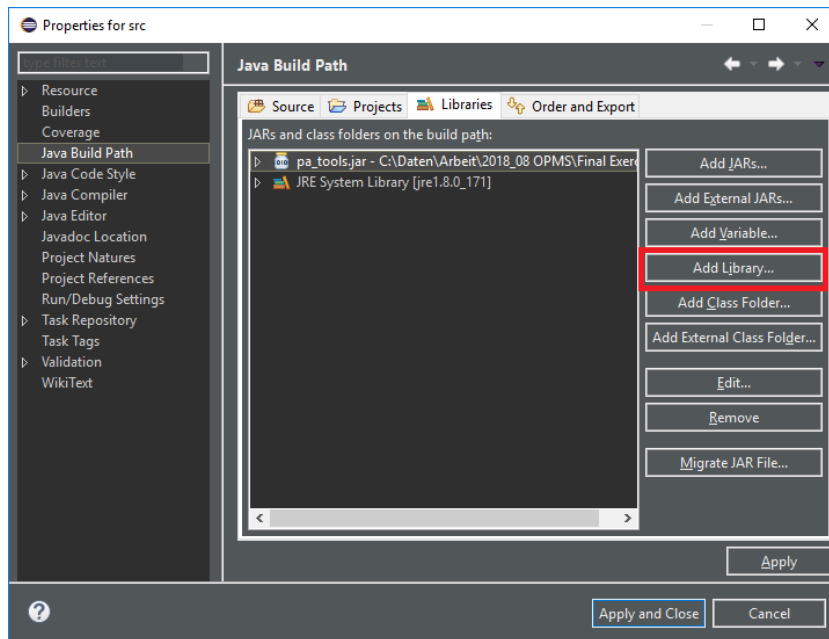 Properties for src
type filter text
Java Build Path
Resource
Builders
Coverage
Java Build Path
Java Code Style
Java Compiler
Java Editor
Javadoc Location
Project Natures
Project References
Run/Debug Settings
Task Repository
Task Tags
Validation
WikiText
Source Projects Libraries Order and Export
JARs and class folders on the build path:
pa_tools.jar - C:\Daten\Arbeit\2018_08 OPMS\Final Exer
JRE System Library [jre1.8.0_171]
Add JARs...
Add External JARs...
Add Variable...
Add Library...
Add Class Folder...
Add External Class Folder...
Edit...
Remove
Migrate JAR File...
Apply
Apply and Close Cancel